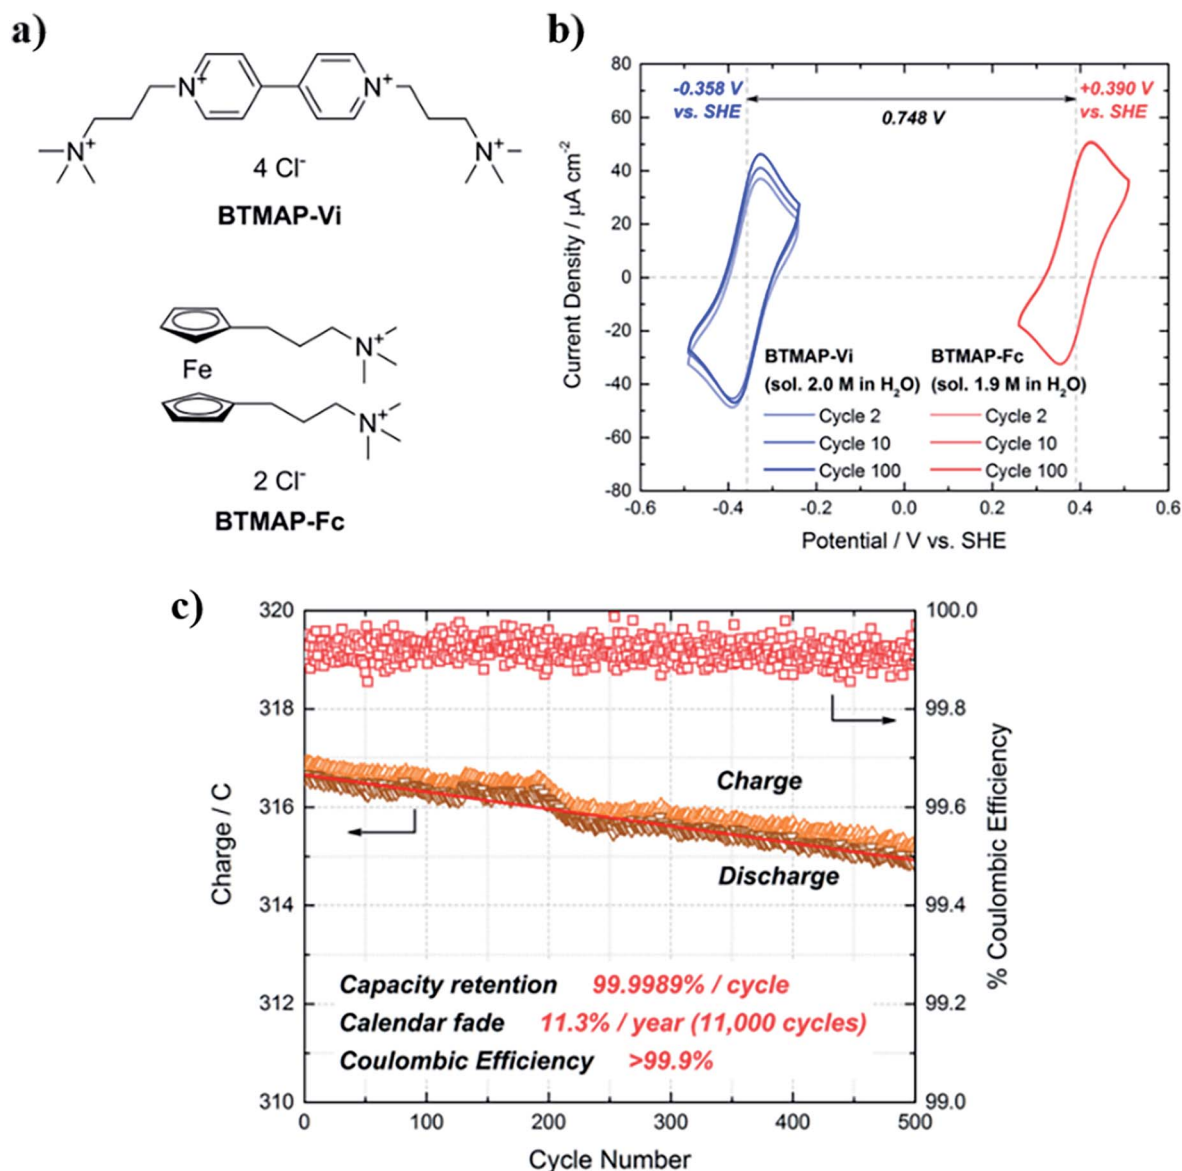 a)
N⁺
N⁺
N⁺
N⁺
4 Cl⁻
BTMAP-Vi
Fe
N⁺
N⁺
2 Cl⁻
BTMAP-Fc
b)
Current Density / μA cm⁻²
80
60
40
20
0
-20
-40
-60
-80
-0.358 V
vs. SHE
0.748 V
+0.390 V
vs. SHE
BTMAP-Vi
(sol. 2.0 M in H₂O)
Cycle 2
Cycle 10
Cycle 100
BTMAP-Fc
(sol. 1.9 M in H₂O)
Cycle 2
Cycle 10
Cycle 100
-0.6 -0.4 -0.2 0.0 0.2 0.4 0.6
Potential / V vs. SHE
c)
Charge / C
320
318
316
314
312
310
Charge
Discharge
Capacity retention 99.9989% / cycle
Calendar fade 11.3% / year (11,000 cycles)
Coulombic Efficiency >99.9%
100.0
99.8
99.6
99.4
99.2
99.0
% Coulombic Efficiency
0 100 200 300 400 500
Cycle Number